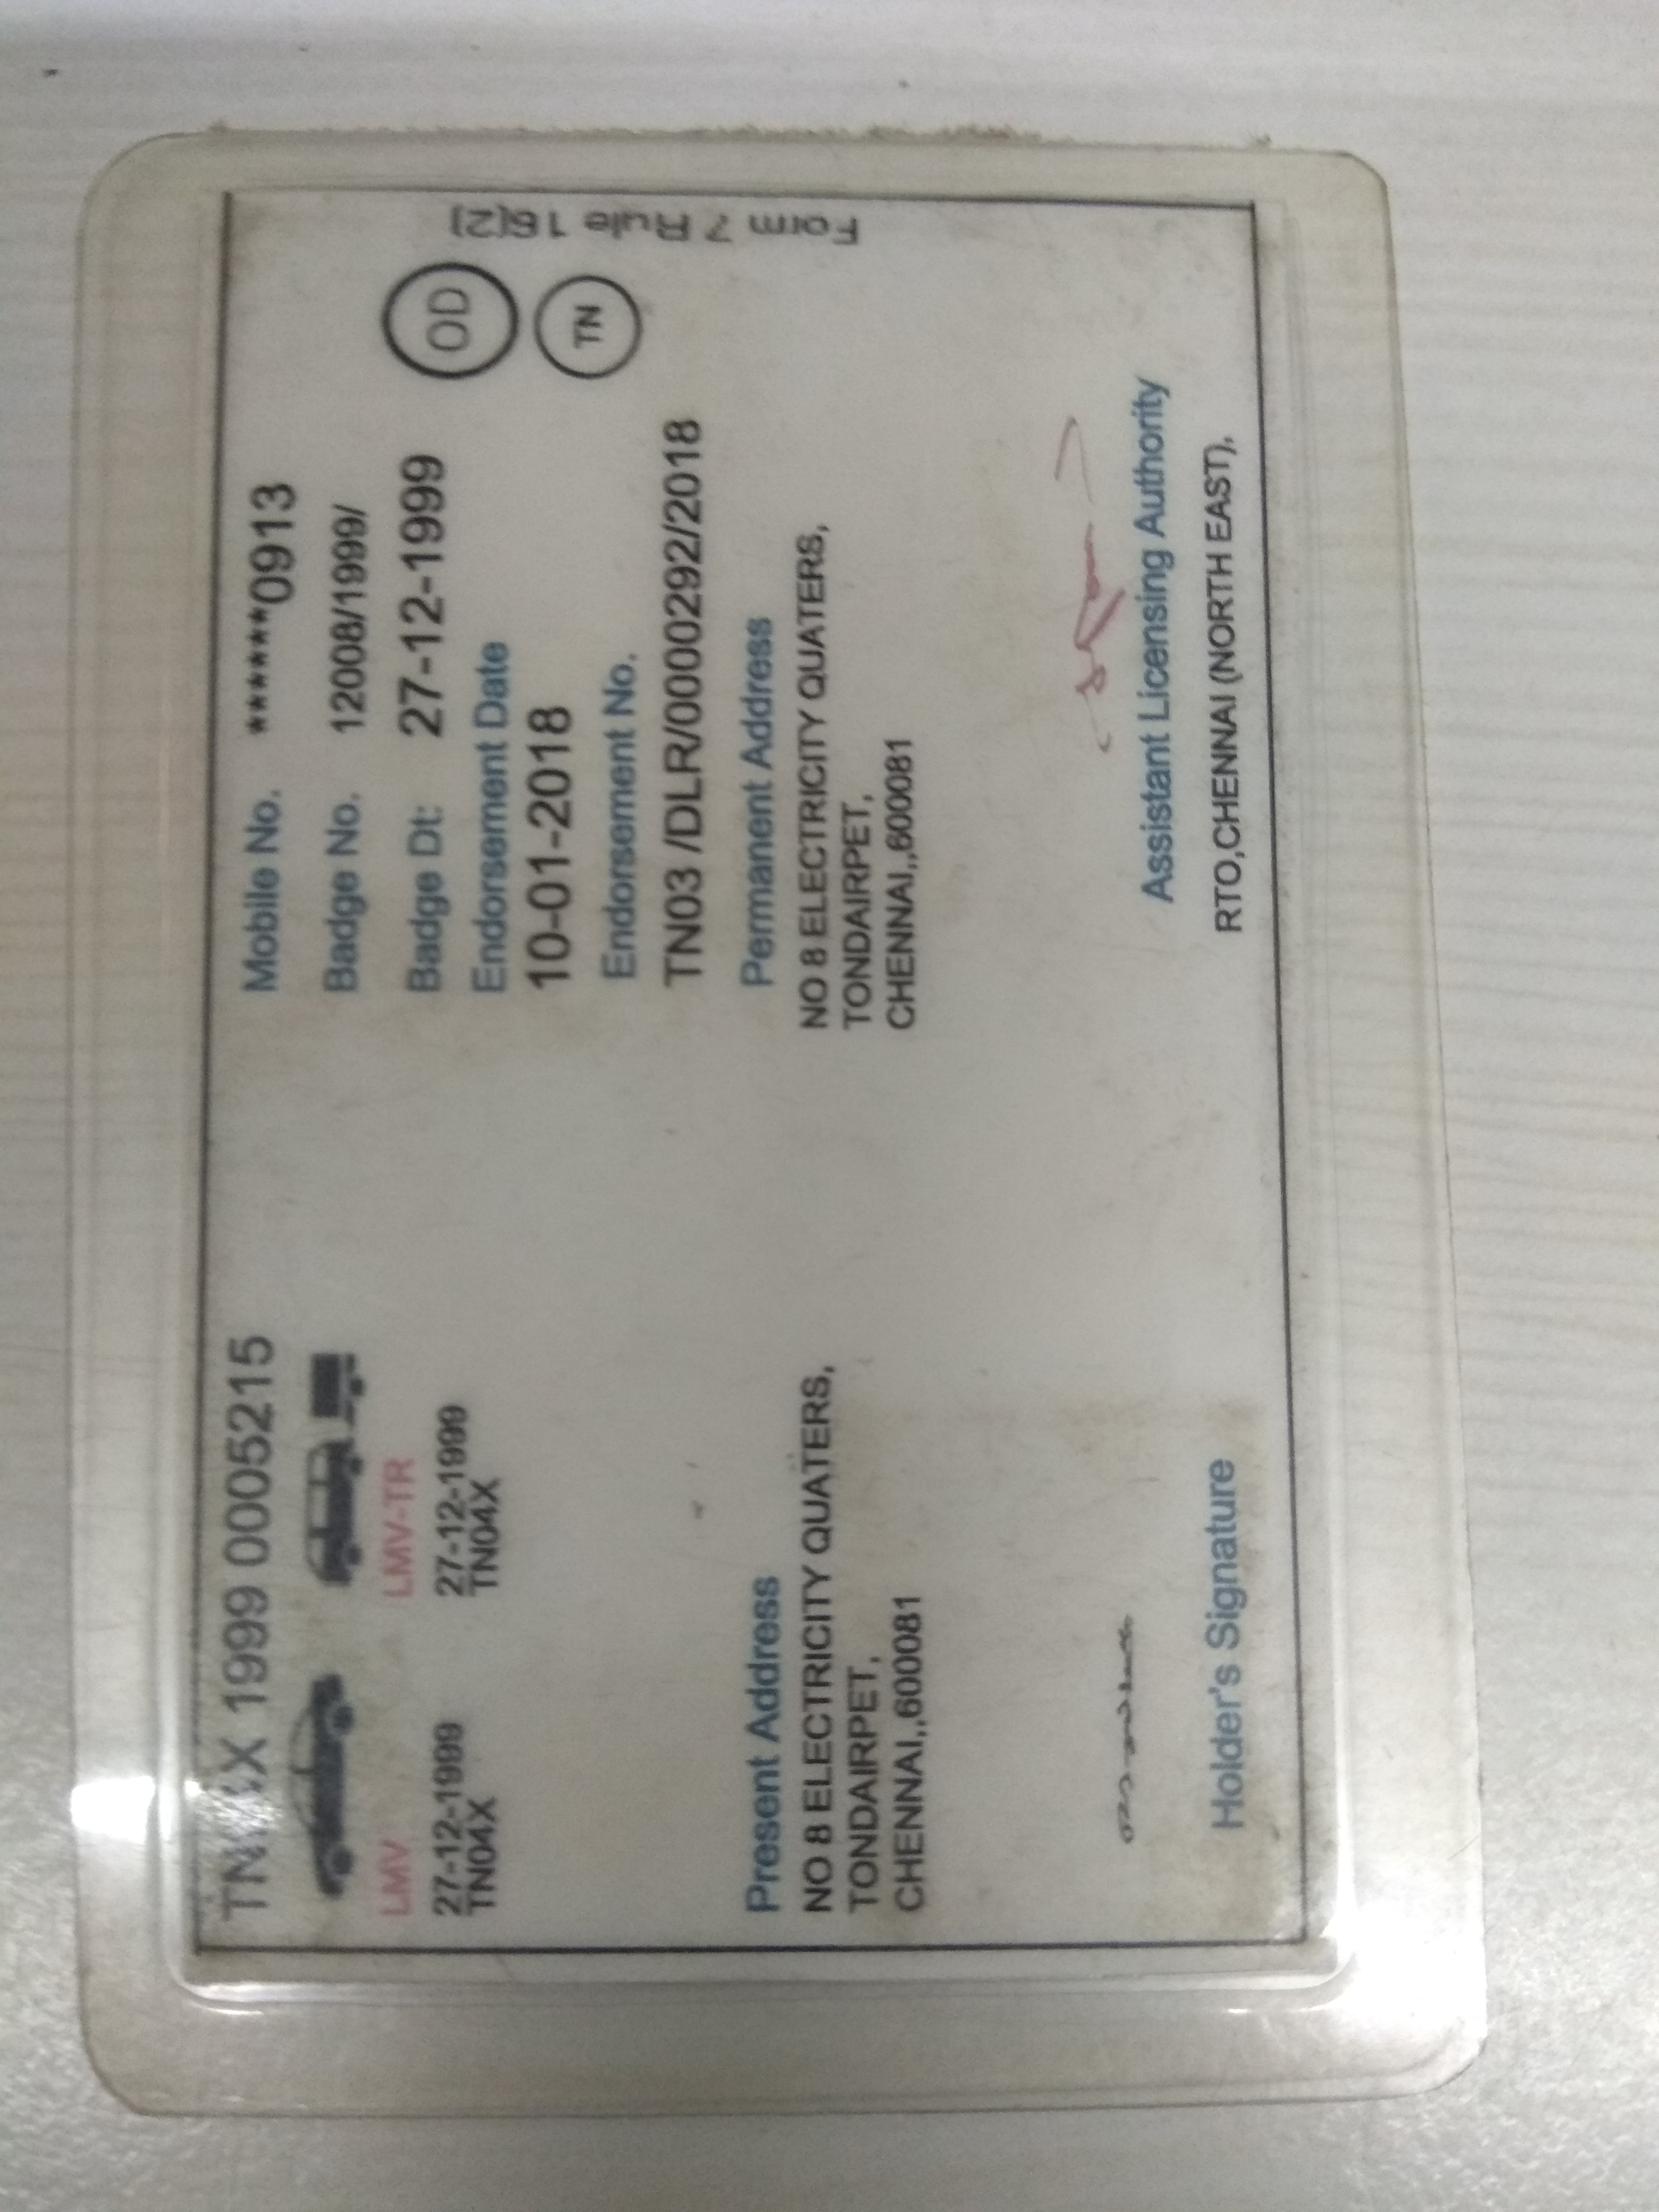 1999 0005215
LMV
LMV-TR
27-12-1999
TN04X
27-12-1999
TN04X
Mobile No. ******0913
Badge No. 12008/1999/
Badge Dt: 27-12-1999
OD
TN
Form 7 Rule 16(2)
Endorsement Date
10-01-2018
Endorsement No.
TN03 /DLR/0000292/2018
Present Address
NO 8 ELECTRICITY QUATERS,
TONDAIRPET,
CHENNAI,,600081
Permanent Address
NO 8 ELECTRICITY QUATERS,
TONDAIRPET,
CHENNAI,,600081
Holder's Signature
Assistant Licensing Authority
RTO,CHENNAI (NORTH EAST),